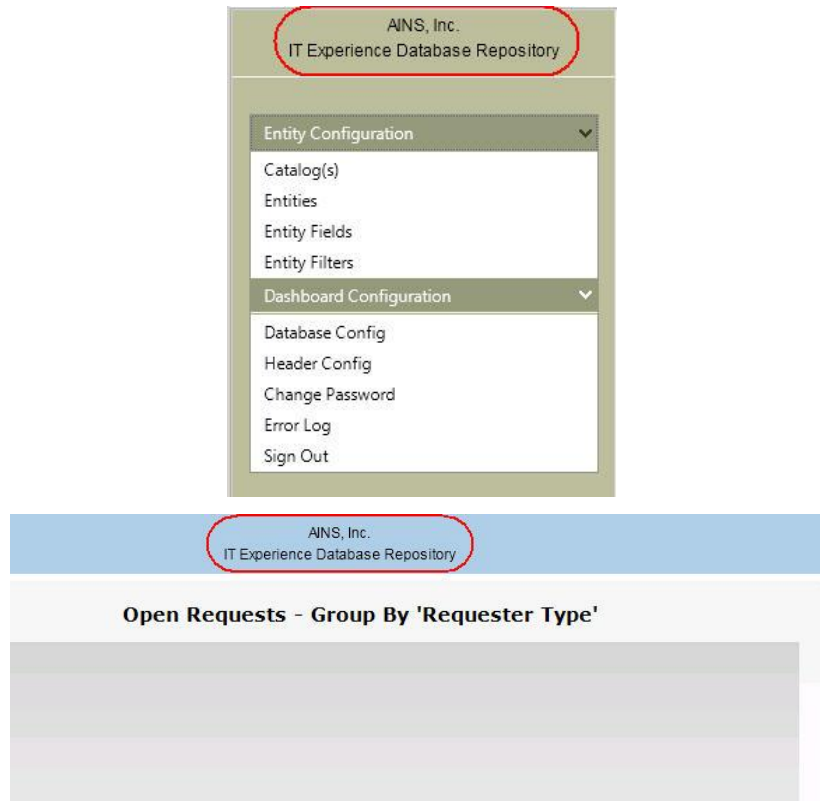 AINS, Inc.
IT Experience Database Repository
Entity Configuration
Catalog(s)
Entities
Entity Fields
Entity Filters
Dashboard Configuration
Database Config
Header Config
Change Password
Error Log
Sign Out
AINS, Inc.
IT Experience Database Repository
Open Requests - Group By 'Requester Type'